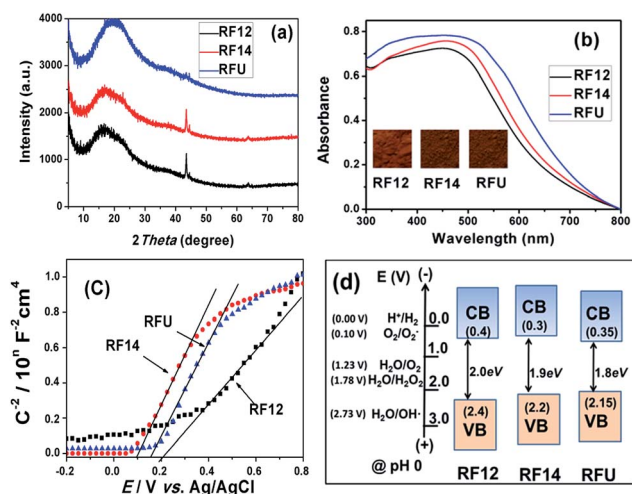 (a)
RF12
RF14
RFU
Intensity (a.u.)
4000
3000
2000
1000
0
10 20 30 40 50 60 70 80
2Theta (degree)
(b)
RF12
RF14
RFU
Absorbance
0.8
0.6
0.4
0.2
0.0
RF12 RF14 RFU
300 400 500 600 700 800
Wavelength (nm)
(C)
RFU
RF14
RF12
C⁻² / 10ⁿ F⁻²cm⁴
1.0
0.8
0.6
0.4
0.2
0.0
-0.2 0.0 0.2 0.4 0.6 0.8
E / V vs. Ag/AgCl
(d)
E (V) (-)
(0.00 V) H⁺/H₂ 0.0
(0.10 V) O₂/O₂⁻
1.0
(1.23 V) H₂O/O₂
(1.78 V) H₂O/H₂O₂ 2.0
(2.73 V) H₂O/OH· 3.0
(+)
@ pH 0
CB CB CB
(0.4) (0.3) (0.35)
2.0eV 1.9eV 1.8eV
(2.4) (2.2) (2.15)
VB VB VB
RF12 RF14 RFU